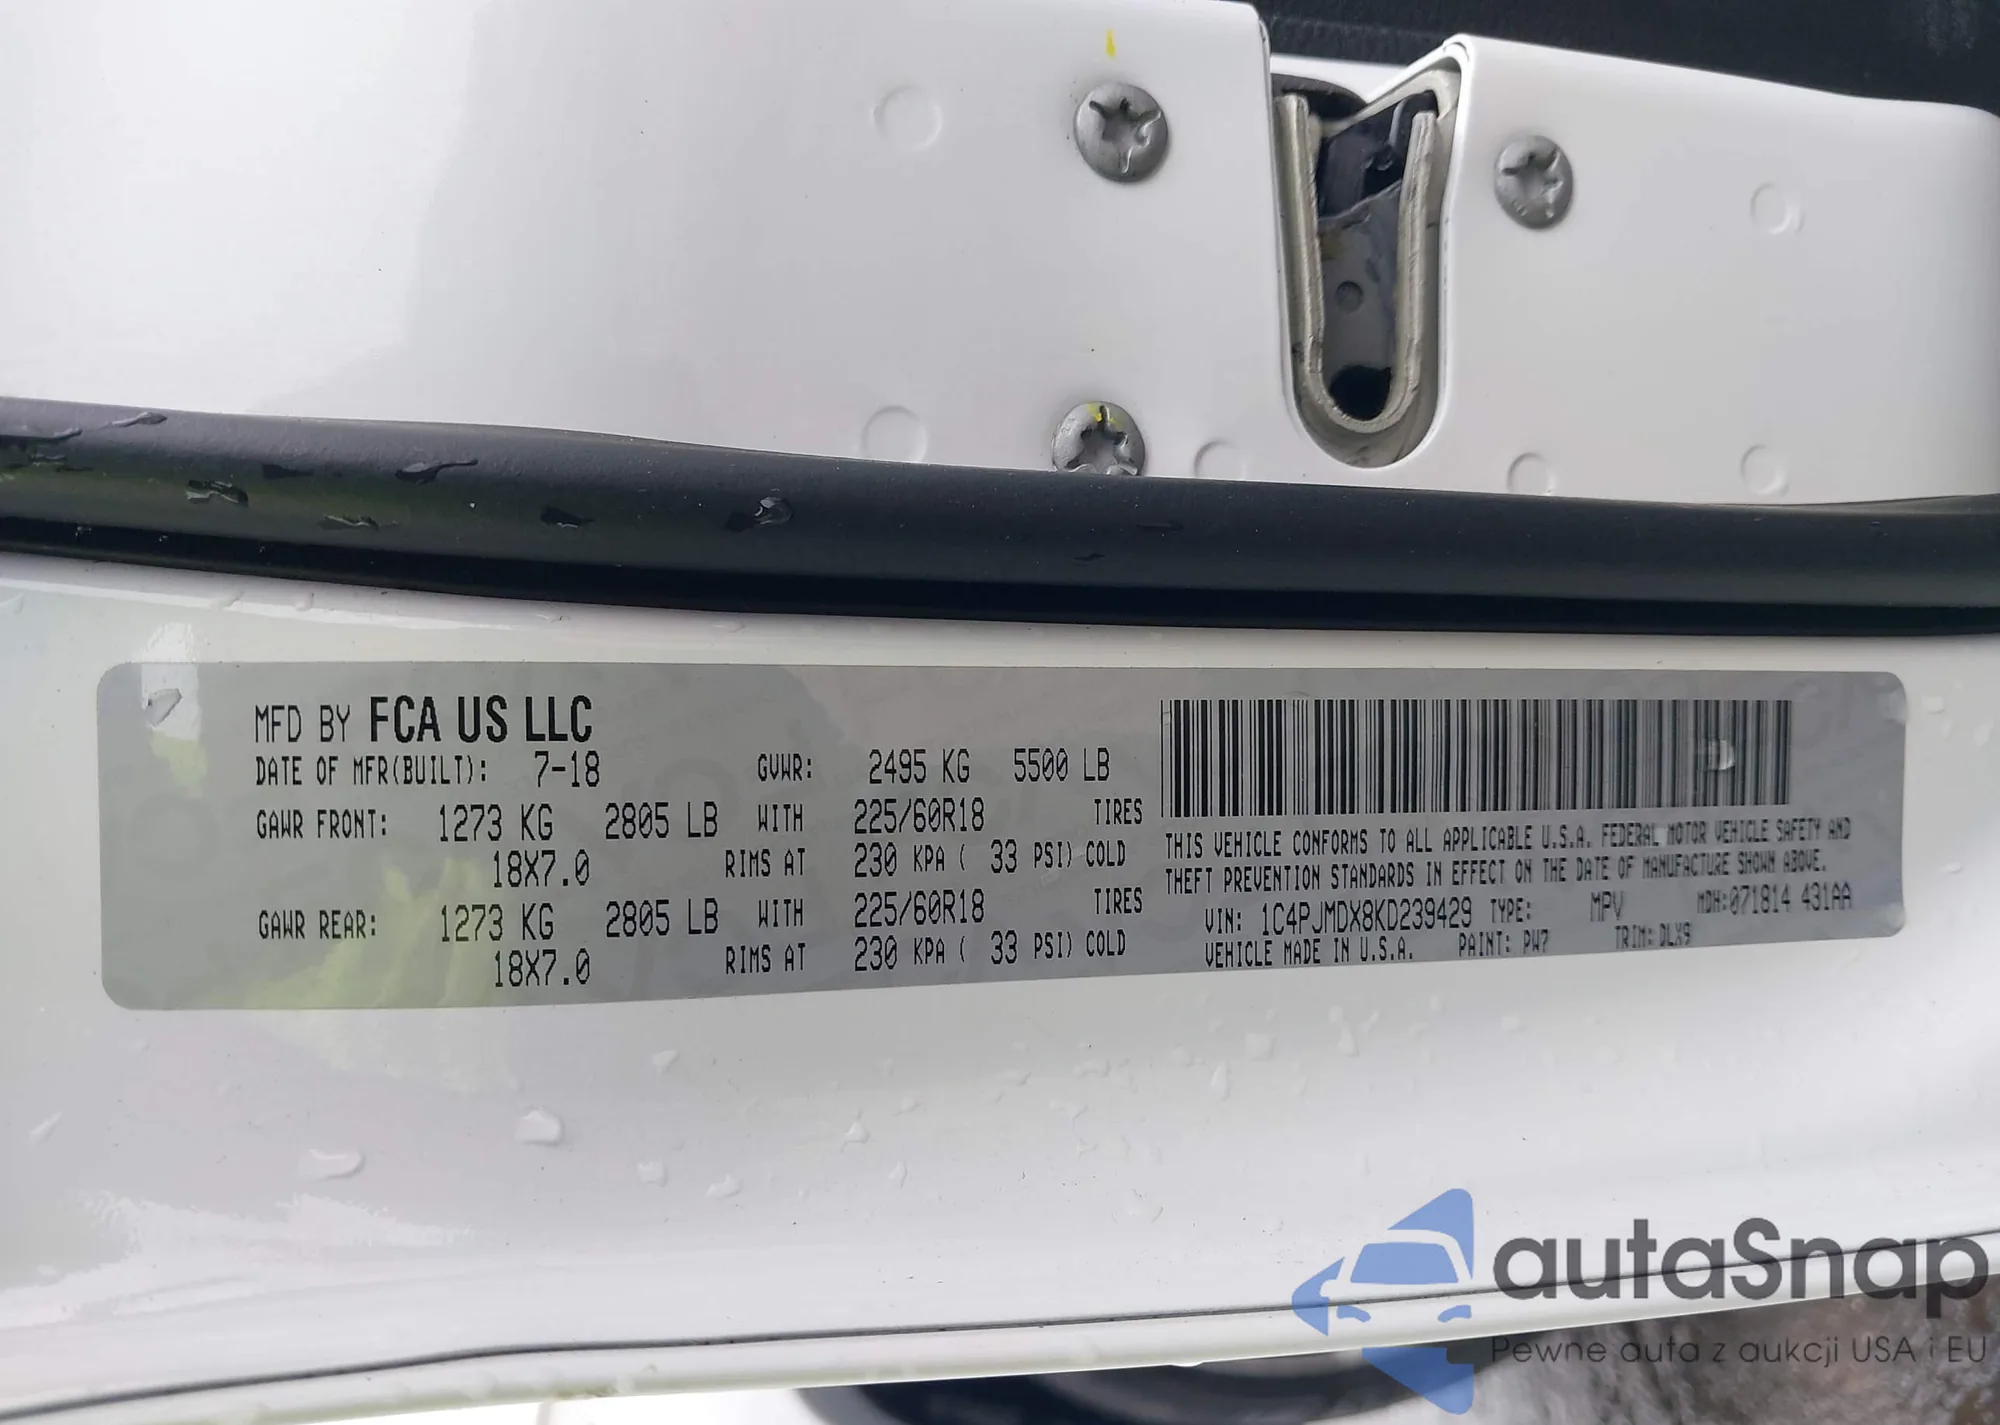 MFD BY FCA US LLC
DATE OF MFR(BUILT): 7-18 GVWR: 2495 KG 5500 LB
GAWR FRONT: 1273 KG 2805 LB WITH 225/60R18 TIRES
18X7.0 RIMS AT 230 KPA ( 33 PSI) COLD
GAWR REAR: 1273 KG 2805 LB WITH 225/60R18 TIRES
18X7.0 RIMS AT 230 KPA ( 33 PSI) COLD
THIS VEHICLE CONFORMS TO ALL APPLICABLE U.S.A. FEDERAL MOTOR VEHICLE SAFETY AND
THEFT PREVENTION STANDARDS IN EFFECT ON THE DATE OF MANUFACTURE SHOWN ABOVE.
VIN: 1C4PJMDX8KD239429 TYPE: MPV MDH:071814 431AA
VEHICLE MADE IN U.S.A. PAINT: PW7 TRIM: DLX9
autaSnap
Pewne auta z aukcji USA i EU